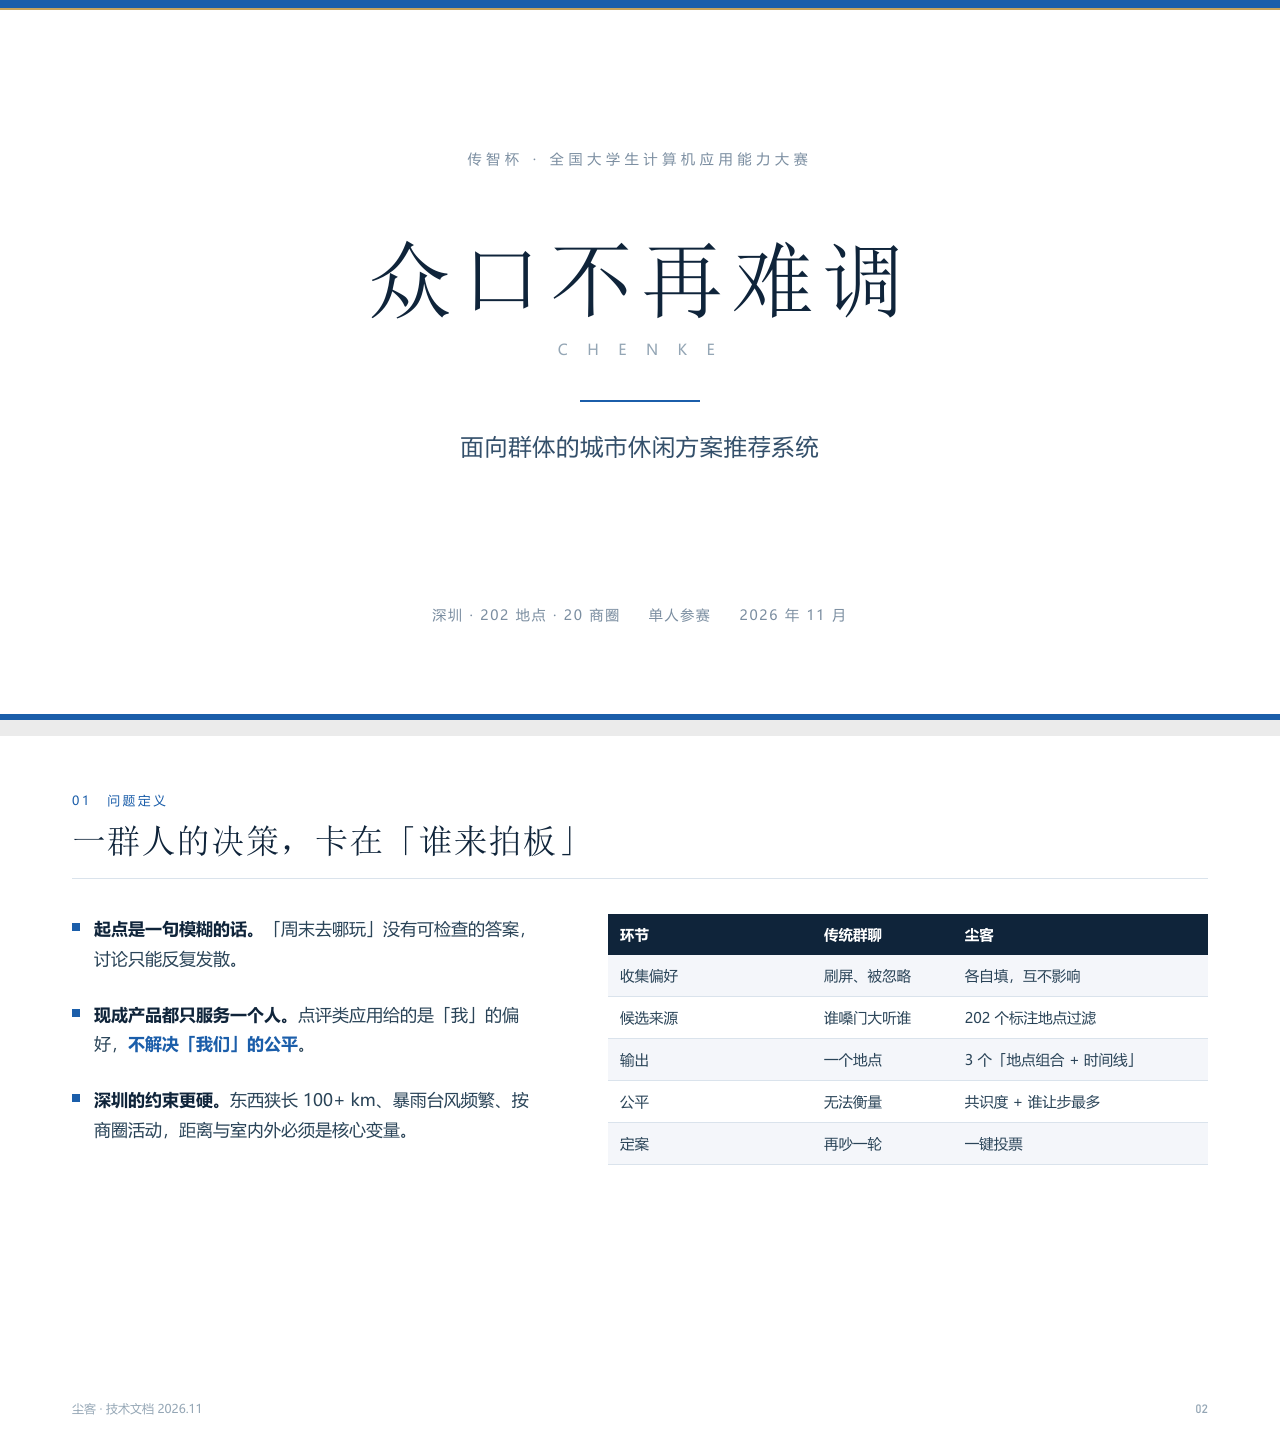 传智杯 · 全国大学生计算机应用能力大赛
众口不再难调
CHENKE
面向群体的城市休闲方案推荐系统
深圳 · 202 地点 · 20 商圈 单人参赛 2026 年 11 月
01 问题定义
一群人的决策，卡在「谁来拍板」
起点是一句模糊的话。「周末去哪玩」没有可检查的答案，
讨论只能反复发散。
现成产品都只服务一个人。点评类应用给的是「我」的偏
好，不解决「我们」的公平。
深圳的约束更硬。东西狭长 100+ km、暴雨台风频繁、按
商圈活动，距离与室内外必须是核心变量。
环节 传统群聊 尘客
收集偏好 刷屏、被忽略 各自填，互不影响
候选来源 谁嗓门大听谁 202 个标注地点过滤
输出 一个地点 3 个「地点组合 + 时间线」
公平 无法衡量 共识度 + 谁让步最多
定案 再吵一轮 一键投票
尘客 · 技术文档 2026.11
02